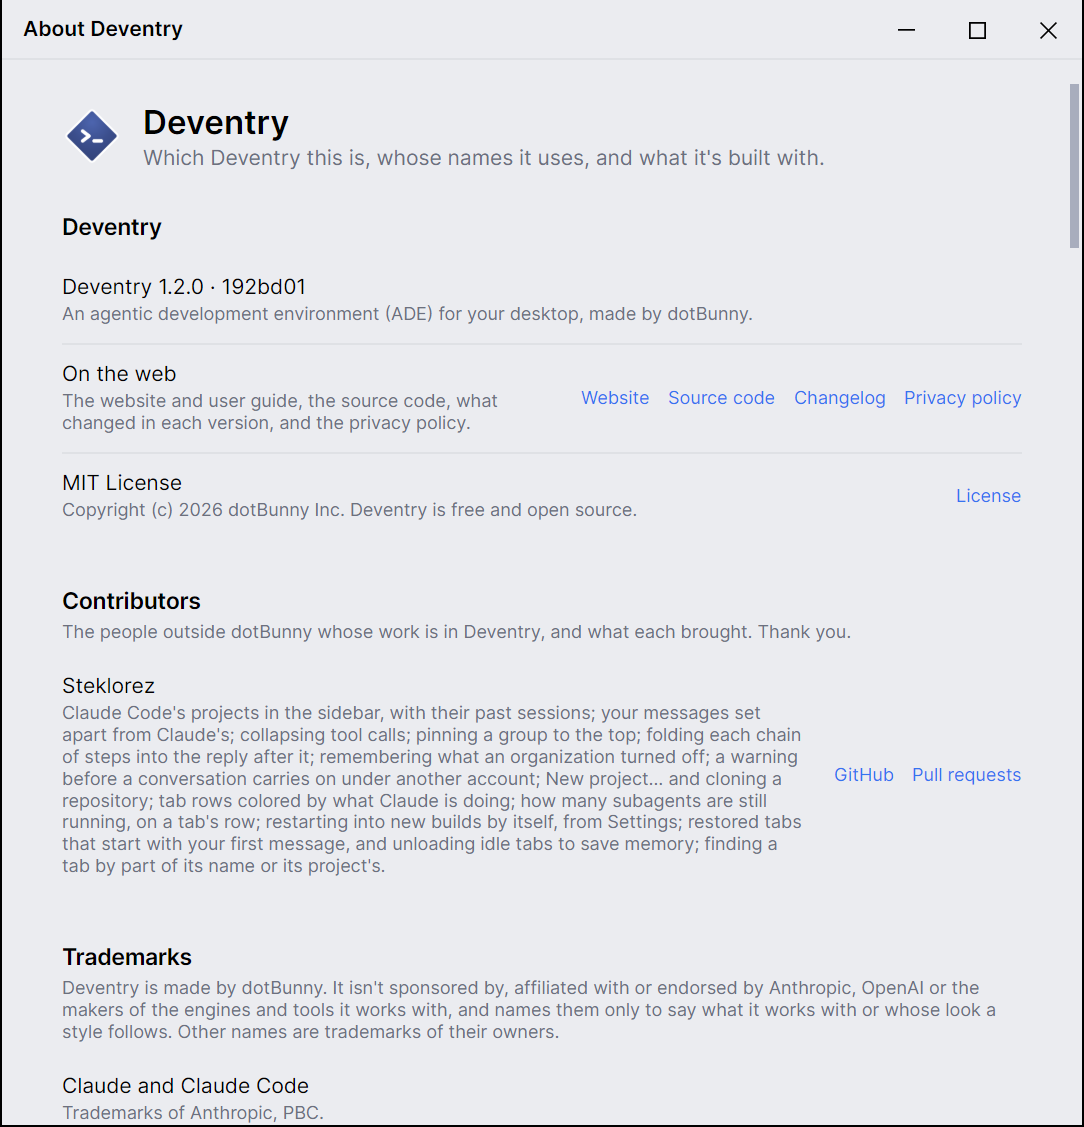 About Deventry
Deventry
Which Deventry this is, whose names it uses, and what it's built with.
Deventry
Deventry 1.2.0 · 192bd01
An agentic development environment (ADE) for your desktop, made by dotBunny.
On the web
The website and user guide, the source code, what
changed in each version, and the privacy policy.
Website Source code Changelog Privacy policy
MIT License
Copyright (c) 2026 dotBunny Inc. Deventry is free and open source.
License
Contributors
The people outside dotBunny whose work is in Deventry, and what each brought. Thank you.
Steklorez
Claude Code's projects in the sidebar, with their past sessions; your messages set
apart from Claude's; collapsing tool calls; pinning a group to the top; folding each chain
of steps into the reply after it; remembering what an organization turned off; a warning
before a conversation carries on under another account; New project... and cloning a
repository; tab rows colored by what Claude is doing; how many subagents are still
running, on a tab's row; restarting into new builds by itself, from Settings; restored tabs
that start with your first message, and unloading idle tabs to save memory; finding a
tab by part of its name or its project's.
GitHub Pull requests
Trademarks
Deventry is made by dotBunny. It isn't sponsored by, affiliated with or endorsed by Anthropic, OpenAI or the
makers of the engines and tools it works with, and names them only to say what it works with or whose look a
style follows. Other names are trademarks of their owners.
Claude and Claude Code
Trademarks of Anthropic, PBC.